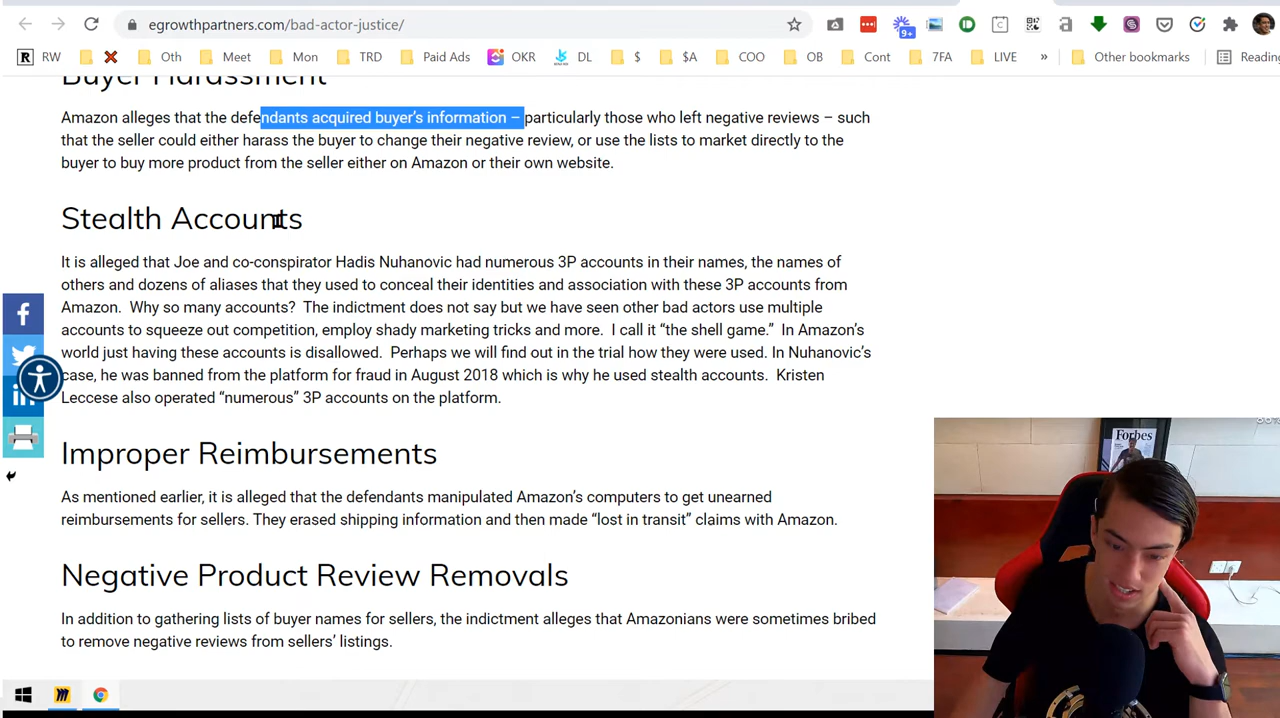 egrowthpartners.com/bad-actor-justice/
9+
R RW Oth Meet Mon TRD Paid Ads OKR DL $ $A COO OB Cont 7FA LIVE » Other bookmarks Reading
Buyer Harassment
Amazon alleges that the defendants acquired buyer's information – particularly those who left negative reviews – such
that the seller could either harass the buyer to change their negative review, or use the lists to market directly to the
buyer to buy more product from the seller either on Amazon or their own website.
Stealth Accounts
It is alleged that Joe and co-conspirator Hadis Nuhanovic had numerous 3P accounts in their names, the names of
others and dozens of aliases that they used to conceal their identities and association with these 3P accounts from
Amazon. Why so many accounts? The indictment does not say but we have seen other bad actors use multiple
accounts to squeeze out competition, employ shady marketing tricks and more. I call it “the shell game.” In Amazon’s
world just having these accounts is disallowed. Perhaps we will find out in the trial how they were used. In Nuhanovic’s
case, he was banned from the platform for fraud in August 2018 which is why he used stealth accounts. Kristen
Leccese also operated “numerous” 3P accounts on the platform.
Improper Reimbursements
As mentioned earlier, it is alleged that the defendants manipulated Amazon’s computers to get unearned
reimbursements for sellers. They erased shipping information and then made “lost in transit” claims with Amazon.
Negative Product Review Removals
In addition to gathering lists of buyer names for sellers, the indictment alleges that Amazonians were sometimes bribed
to remove negative reviews from sellers’ listings.
Forbes